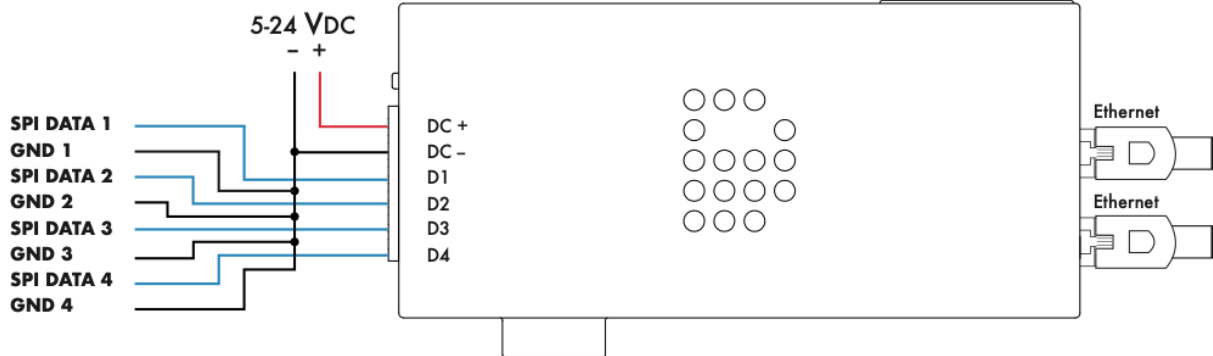 5-24 VDC
– +
SPI DATA 1
GND 1
SPI DATA 2
GND 2
SPI DATA 3
GND 3
SPI DATA 4
GND 4
DC +
DC –
D1
D2
D3
D4
Ethernet
Ethernet